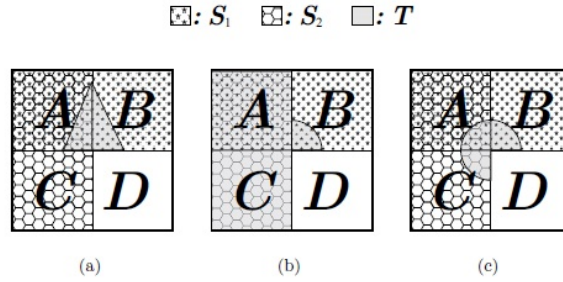 : S₁ : S₂ : T
A B A B A B
C D C D C D
(a) (b) (c)